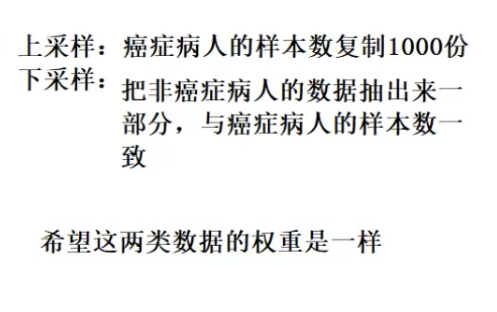 上采样：癌症病人的样本数复制1000份
下采样：把非癌症病人的数据抽出来一
部分，与癌症病人的样本数一
致
希望这两类数据的权重是一样